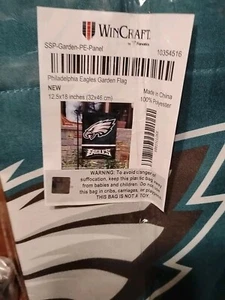 WINCRAFT
by Fanatics
SSP-Garden-PE-Panel
10354516
Philadelphia Eagles Garden Flag
NEW
12.5x18 inches (32x46 cm)
Made in China
100% Polyester
EAGLES
WARNING: To avoid danger of
suffocation, keep this plastic bag away
from babies and children. Do not use
this bag in cribs, carriages, or playpens.
THIS BAG IS NOT A TOY.